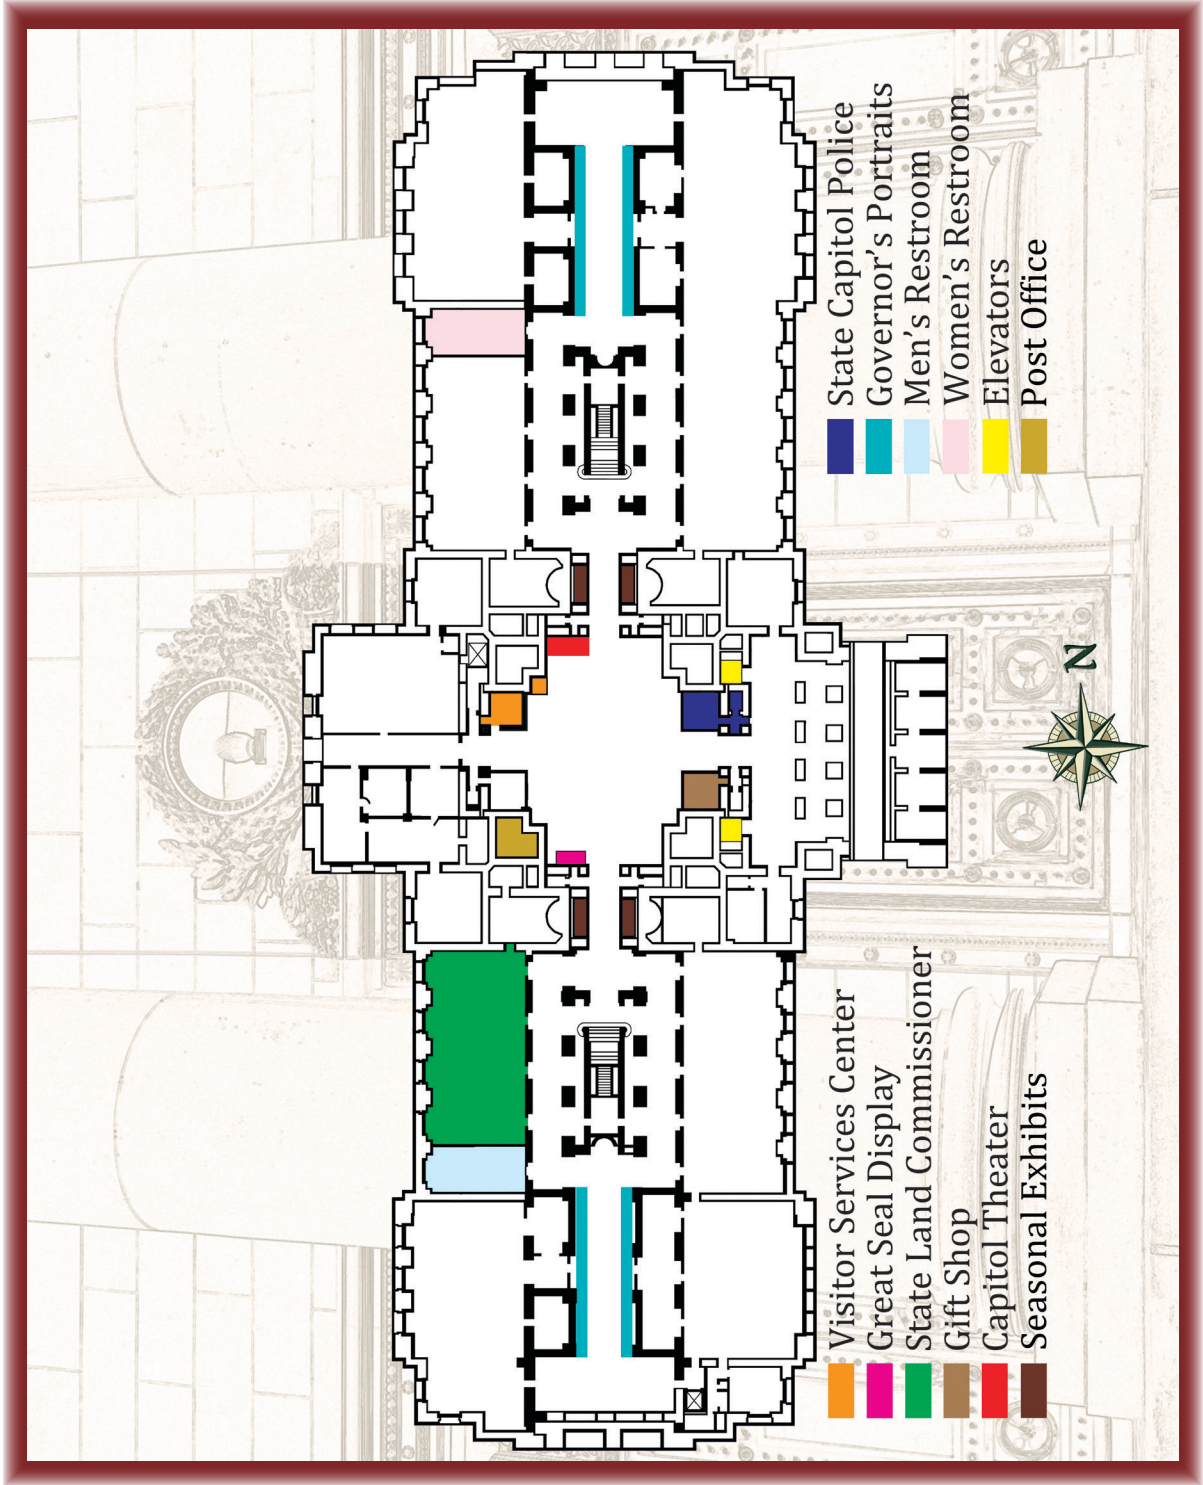 Visitor Services Center
Great Seal Display
State Land Commissioner
Gift Shop
Capitol Theater
Seasonal Exhibits
State Capitol Police
Governor's Portraits
Men's Restroom
Women's Restroom
Elevators
Post Office
N